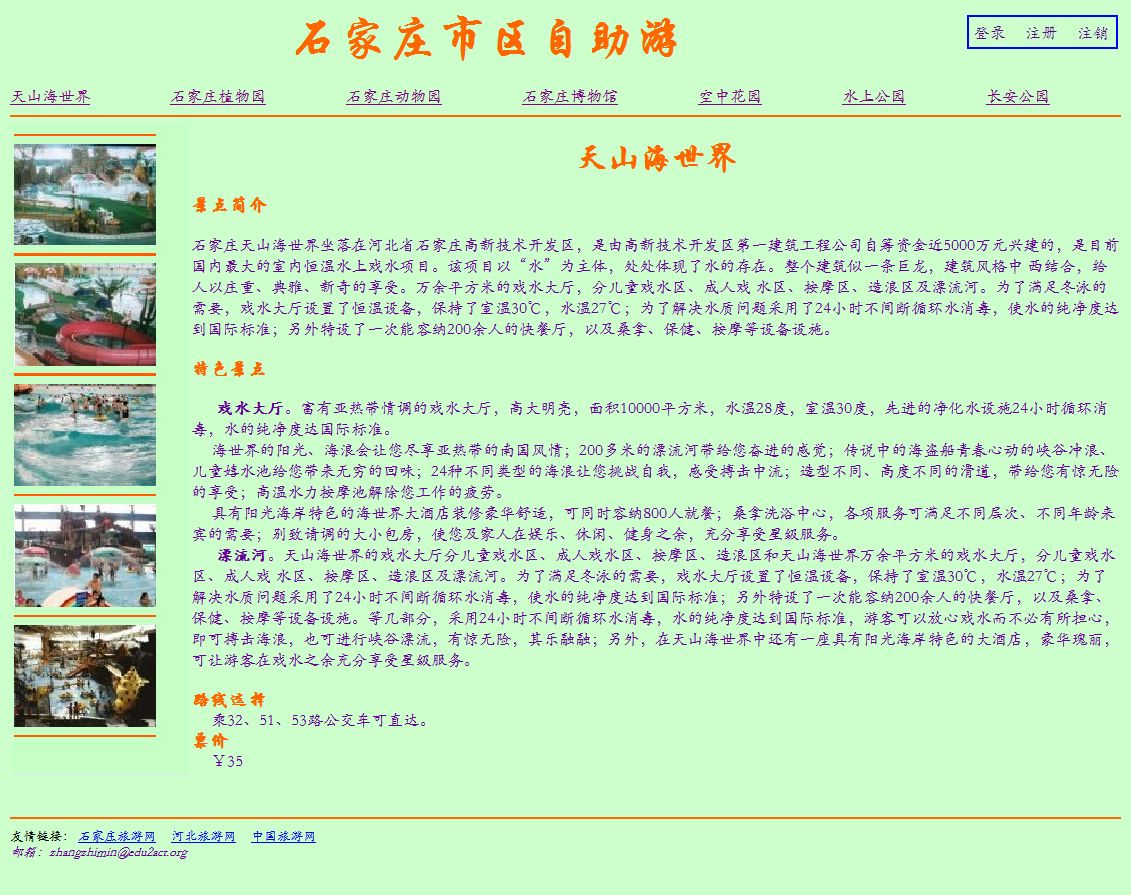 石家庄市区自助游
登录 注册 注销
天山海世界 石家庄植物园 石家庄动物园 石家庄博物馆 空中花园 水上公园 长安公园
天山海世界
景点简介
石家庄天山海世界坐落在河北省石家庄高新技术开发区，是由高新技术开发区第一建筑工程公司自筹资金近5000万元兴建的，是目前
国内最大的室内恒温水上戏水项目。该项目以“水”为主体，处处体现了水的存在。整个建筑似一条巨龙，建筑风格中 西结合，给
人以庄重、典雅、新奇的享受。万余平方米的戏水大厅，分儿童戏水区、成人戏 水区、按摩区、造浪区及漂流河。为了满足冬泳的
需要，戏水大厅设置了恒温设备，保持了室温30℃，水温27℃；为了解决水质问题采用了24小时不间断循环水消毒，使水的纯净度达
到国际标准；另外特设了一次能容纳200余人的快餐厅，以及桑拿、保健、按摩等设备设施。
特色景点
戏水大厅。富有亚热带情调的戏水大厅，高大明亮，面积10000平方米，水温28度，室温30度，先进的净化水设施24小时循环消
毒，水的纯净度达国际标准。
海世界的阳光、海浪会让您尽享亚热带的南国风情；200多米的漂流河带给您奋进的感觉；传说中的海盗船青春心动的峡谷冲浪、
儿童嬉水池给您带来无穷的回味；24种不同类型的海浪让您挑战自我，感受搏击中流；造型不同、高度不同的滑道，带给您有惊无险
的享受；高温水力按摩池解除您工作的疲劳。
具有阳光海岸特色的海世界大酒店装修豪华舒适，可同时容纳800人就餐；桑拿洗浴中心，各项服务可满足不同层次、不同年龄来
宾的需要；别致请调的大小包房，使您及家人在娱乐、休闲、健身之余，充分享受星级服务。
漂流河。天山海世界的戏水大厅分儿童戏水区、成人戏水区、按摩区、造浪区和天山海世界万余平方米的戏水大厅，分儿童戏水
区、成人戏 水区、按摩区、造浪区及漂流河。为了满足冬泳的需要，戏水大厅设置了恒温设备，保持了室温30℃，水温27℃；为了
解决水质问题采用了24小时不间断循环水消毒，使水的纯净度达到国际标准；另外特设了一次能容纳200余人的快餐厅，以及桑拿、
保健、按摩等设备设施。等几部分，采用24小时不间断循环水消毒，水的纯净度达到国际标准，游客可以放心戏水而不必有所担心，
即可搏击海浪，也可进行峡谷漂流，有惊无险，其乐融融；另外，在天山海世界中还有一座具有阳光海岸特色的大酒店，豪华瑰丽，
可让游客在戏水之余充分享受星级服务。
路线选择
乘32、51、53路公交车可直达。
票价
￥35
友情链接： 石家庄旅游网 河北旅游网 中国旅游网
邮箱：zhangzhimin@edu2act.org